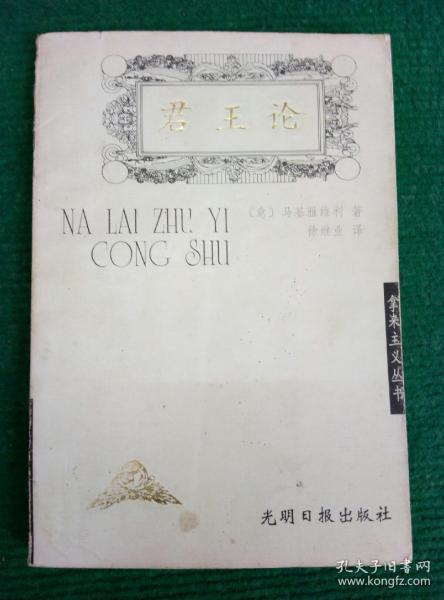 君王论
NA LAI ZHU YI
CONG SHU
〔意〕马基雅维利 著
徐继业 译
拿来主义丛书
光明日报出版社
孔夫子旧书网
www.kongfz.com